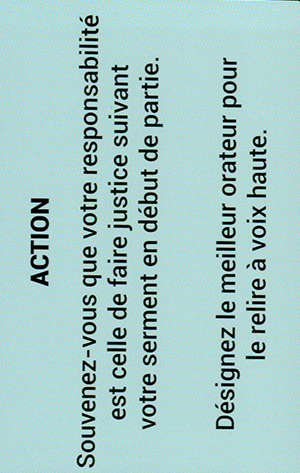 ACTION
Souvenez-vous que votre responsabilité
est celle de faire justice suivant
votre serment en début de partie.
Désignez le meilleur orateur pour
le relire à voix haute.